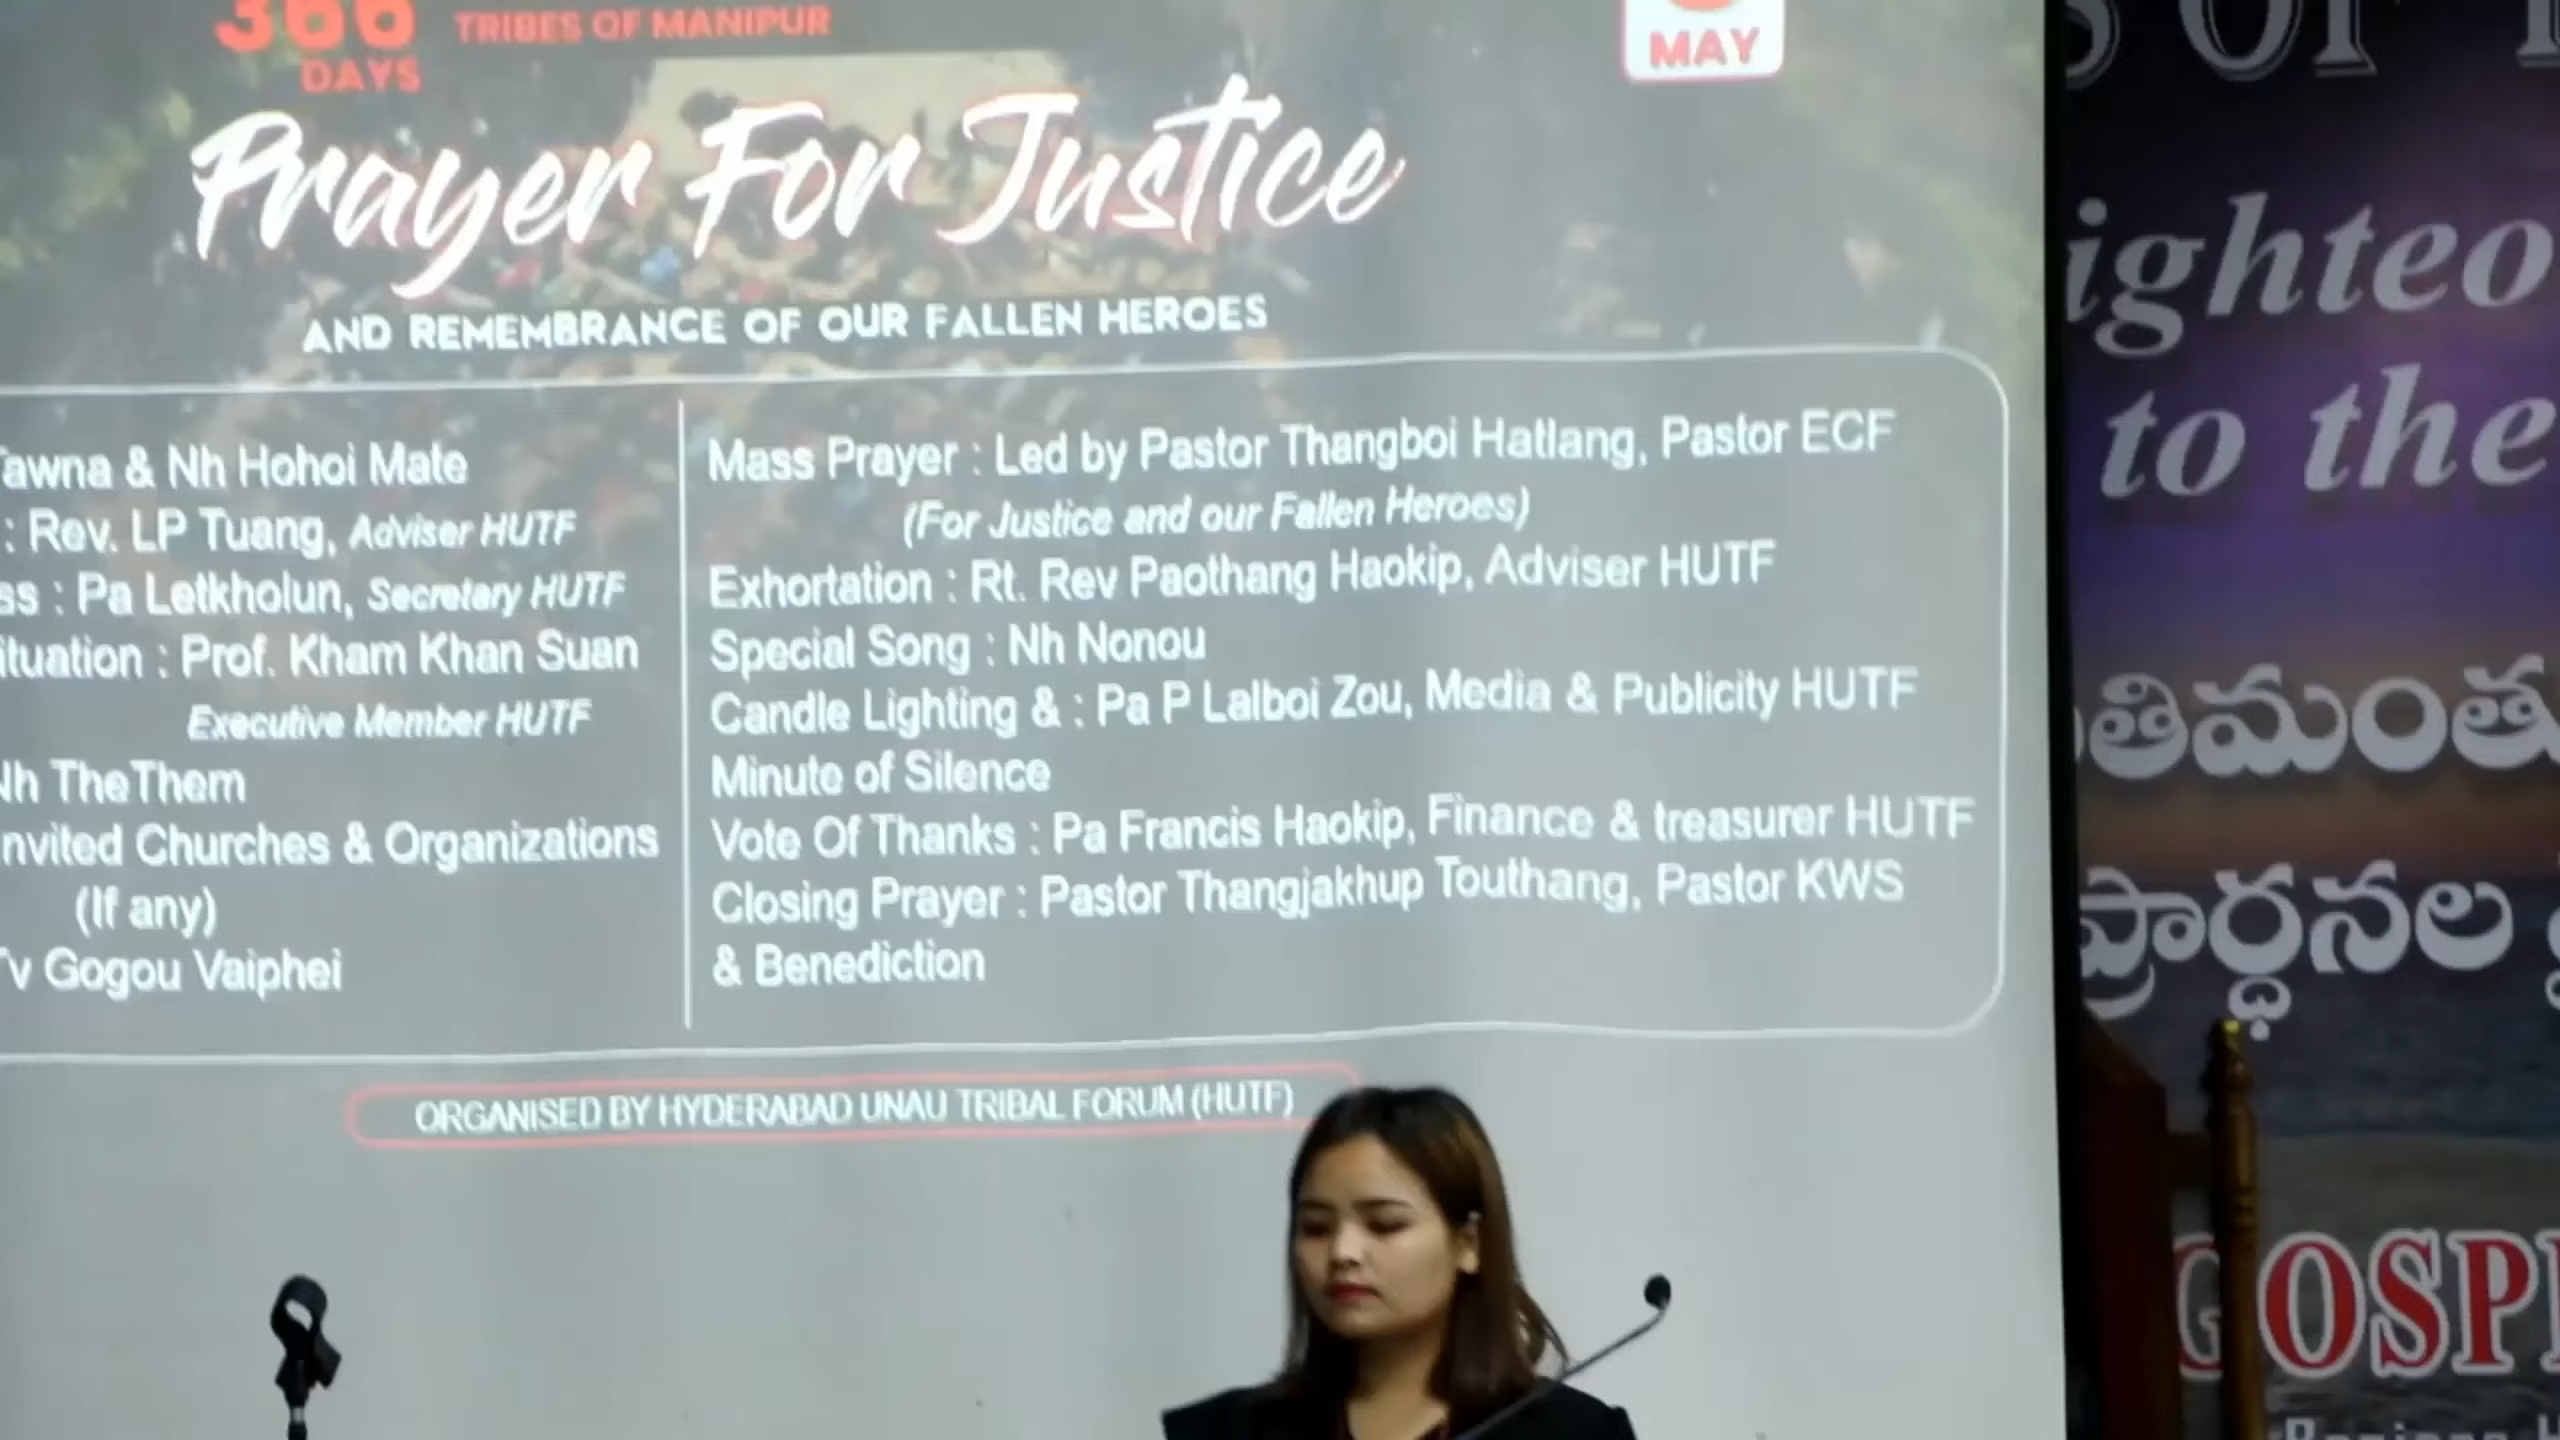 366
DAYS
TRIBES OF MANIPUR
MAY
Prayer For Justice
AND REMEMBRANCE OF OUR FALLEN HEROES
& Nh Hohoi Mate
: Rev. LP Tuang, Adviser HUTF
: Pa Letkholun, Secretary HUTF
: Prof. Kham Khan Suan
Executive Member HUTF
Nh TheThem
Invited Churches & Organizations
(If any)
Tv Gogou Vaiphei
Mass Prayer : Led by Pastor Thangboi Hatlang, Pastor ECF
(For Justice and our Fallen Heroes)
Exhortation : Rt. Rev Paothang Haokip, Adviser HUTF
Special Song : Nh Nonou
Candle Lighting & : Pa P Lalboi Zou, Media & Publicity HUTF
Minute of Silence
Vote Of Thanks : Pa Francis Haokip, Finance & treasurer HUTF
Closing Prayer : Pastor Thangjakhup Touthang, Pastor KWS
& Benediction
ORGANISED BY HYDERABAD UNAU TRIBAL FORUM (HUTF)
OF
ighteo
to the
తిమంతు
ప్రార్ధనల
GOSP